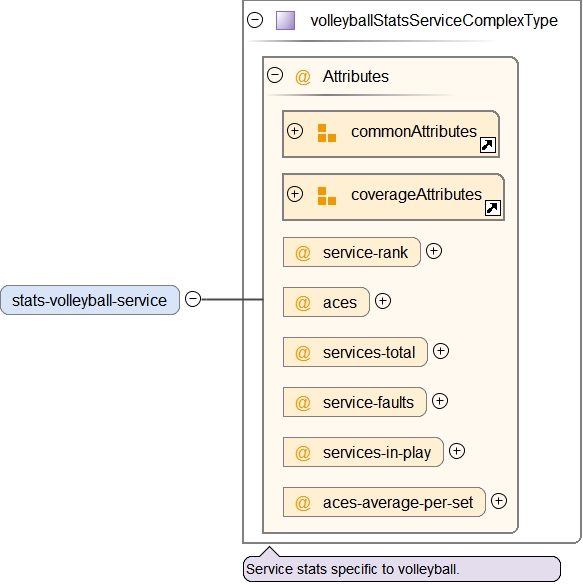 volleyballStatsServiceComplexType
@ Attributes
commonAttributes
coverageAttributes
@ service-rank
stats-volleyball-service
@ aces
@ services-total
@ service-faults
@ services-in-play
@ aces-average-per-set
Service stats specific to volleyball.